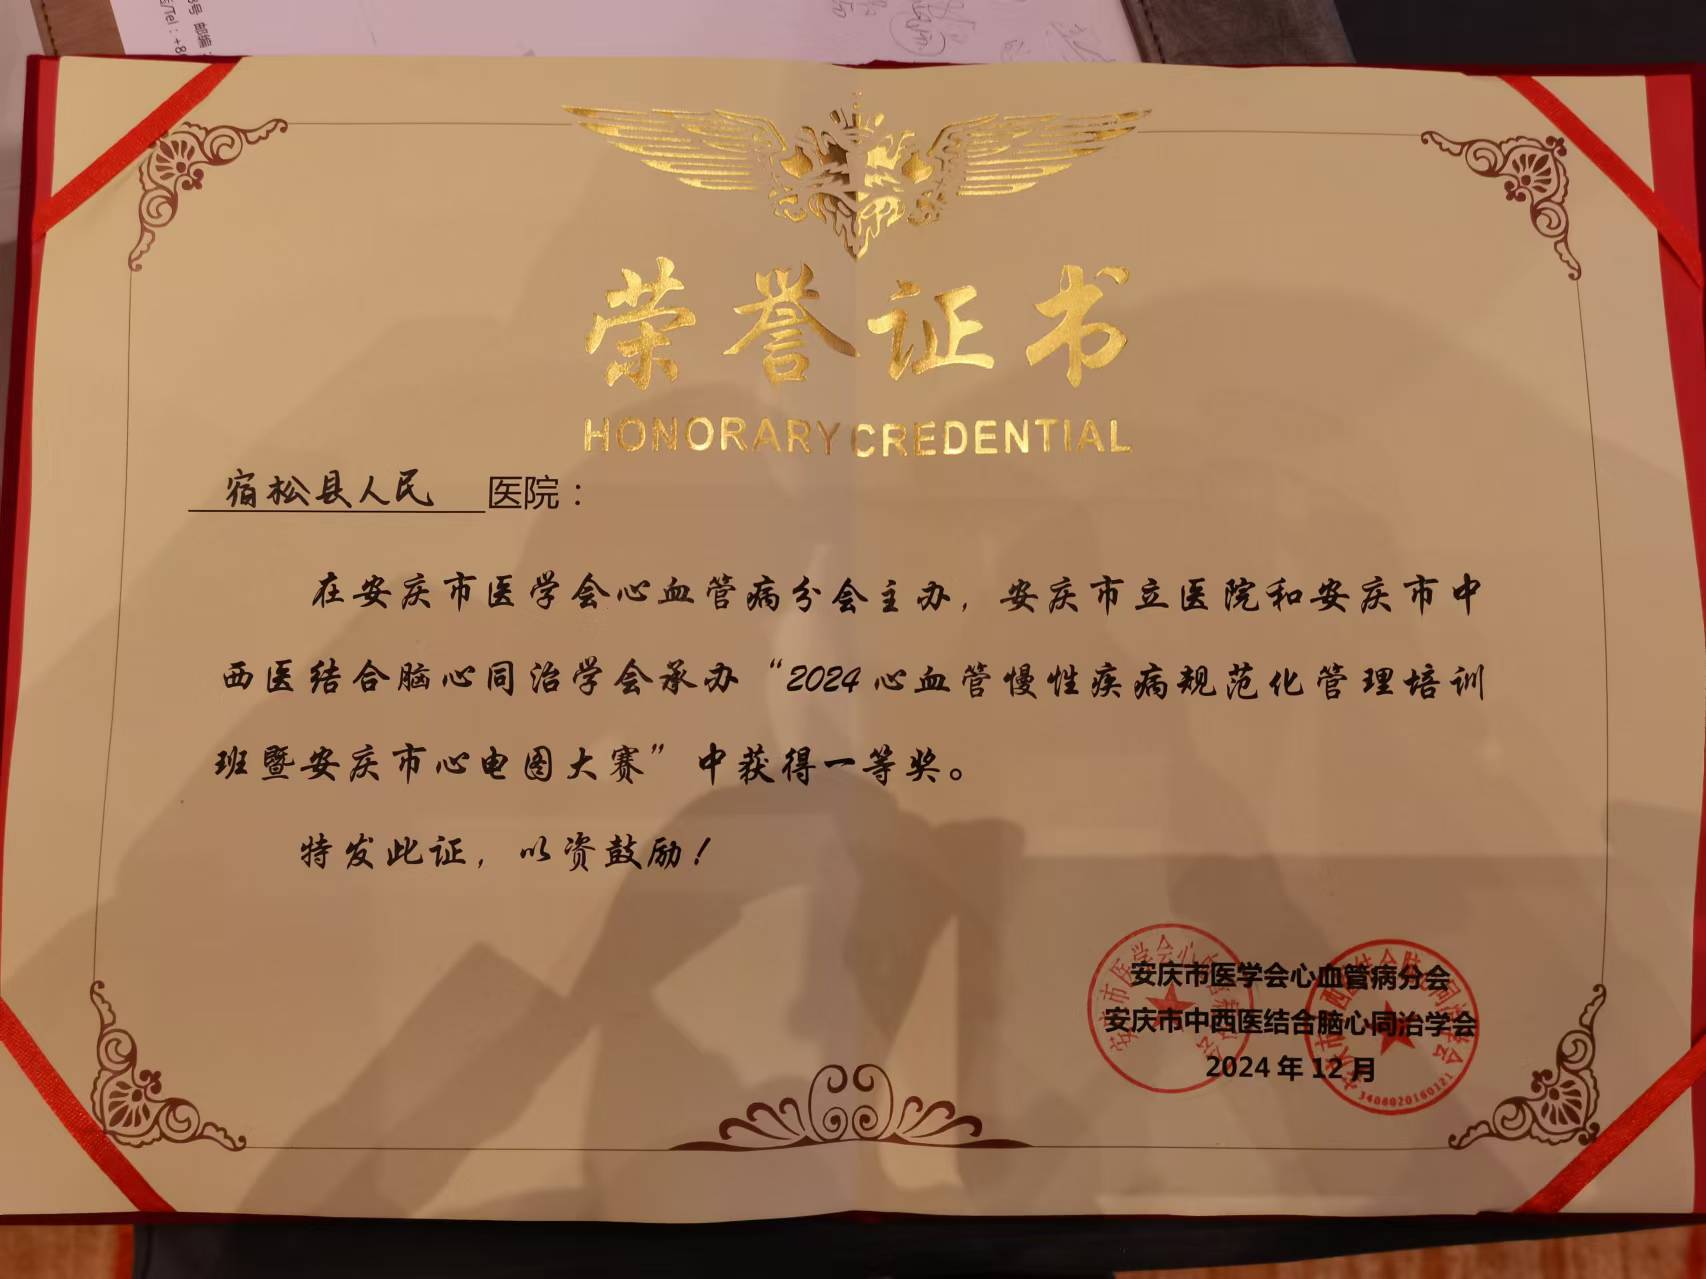 号 邮编：
/Tel：+8
荣誉证书
HONORARY CREDENTIAL
宿松县人民 医院：
在安庆市医学会心血管病分会主办，安庆市立医院和安庆市中
西医结合脑心同治学会承办“2024心血管慢性疾病规范化管理培训
班暨安庆市心电图大赛”中获得一等奖。
特发此证，以资鼓励！
安庆市医学会心血管病分会
安庆市中西医结合脑心同治学会
2024年12月